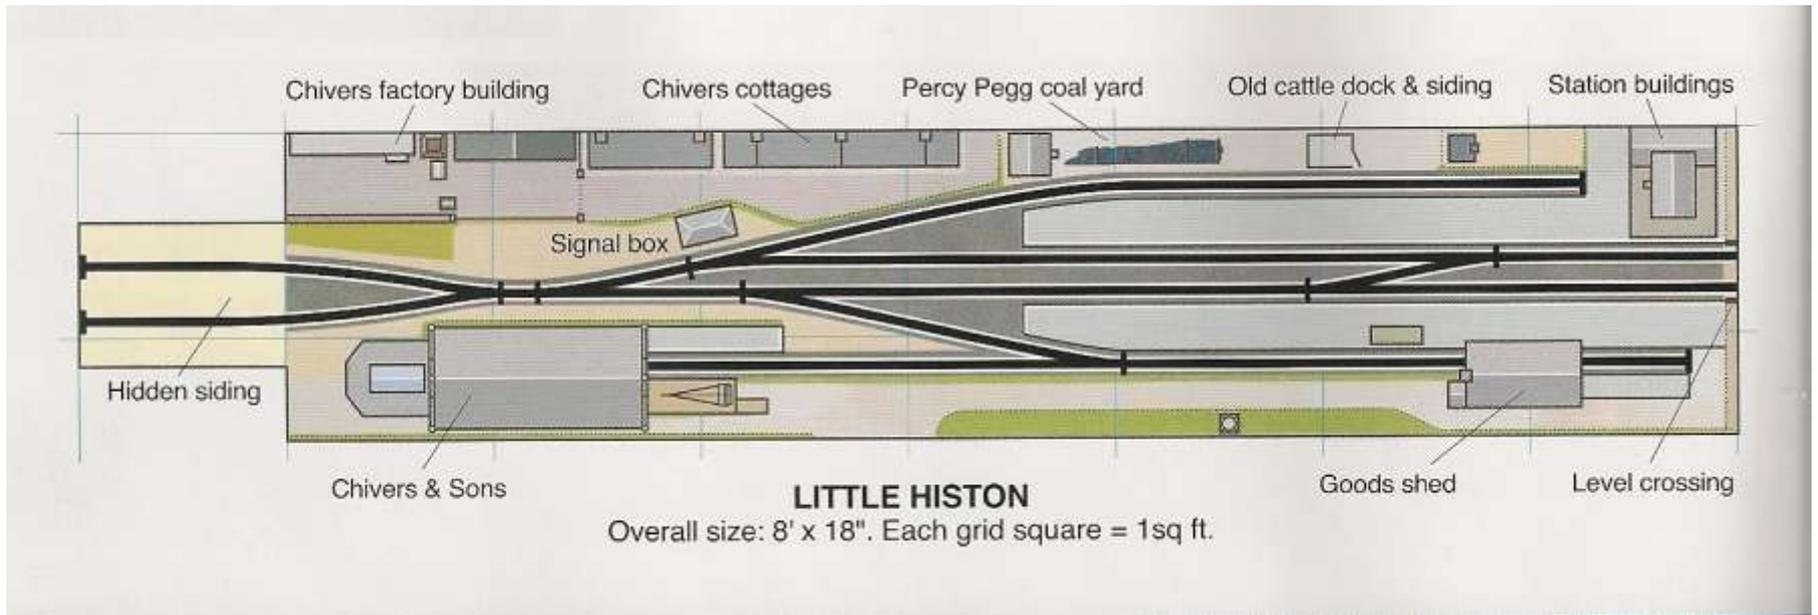 Chivers factory building
Chivers cottages
Percy Pegg coal yard
Old cattle dock & siding
Station buildings
Signal box
Hidden siding
Chivers & Sons
Goods shed
Level crossing
LITTLE HISTON
Overall size: 8' x 18". Each grid square = 1sq ft.